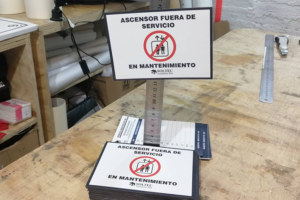 ASCENSOR FUERA DE
SERVICIO
EN MANTENIMIENTO
ASCENSOR FUERA DE
SERVICIO
EN MANTENIMIENTO